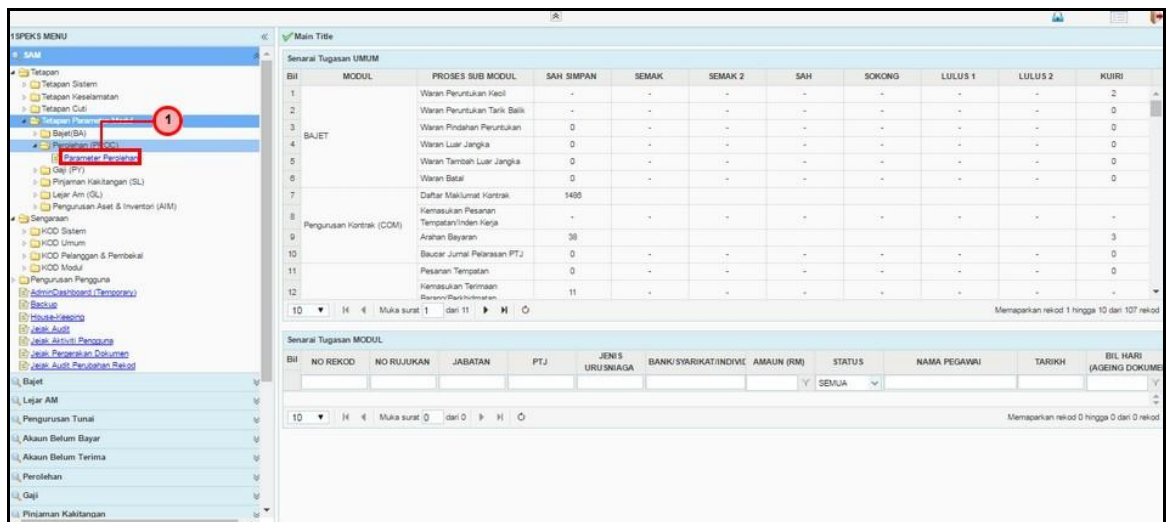 1SPEKS MENU
Main Title
SAM
Tetapan
Tetapan Sistem
Tetapan Keselamatan
Tetapan Cuti
Tetapan Parameter Modul
1
Bajet(BA)
Perolehan (PROC)
Parameter Perolehan
Gaji (PY)
Pinjaman Kakitangan (SL)
Lejar Am (GL)
Pengurusan Aset & Inventori (AIM)
Sengaraan
KOD Sistem
KOD Umum
KOD Pelanggan & Pembekal
KOD Modul
Pengurusan Pengguna
AdminDashboard (Temporary)
Backup
House-Keeping
Jejak Audit
Jejak Aktiviti Pengguna
Jejak Pergerakan Dokumen
Jejak Audit Perubahan Rekod
Bajet
Lejar AM
Pengurusan Tunai
Akaun Belum Bayar
Akaun Belum Terima
Perolehan
Gaji
Pinjaman Kakitangan
Senarai Tugasan UMUM
Bil MODUL PROSES SUB MODUL SAH SIMPAN SEMAK SEMAK 2 SAH SOKONG LULUS 1 LULUS 2 KUIRI
1 Waran Peruntukan Kecil - - - - - - - 2
2 Waran Peruntukan Tarik Balik - - - - - - - 0
3 BAJET Waran Pindahan Peruntukan 0 - - - - - - 0
4 Waran Luar Jangka 0 - - - - - - 0
5 Waran Tambah Luar Jangka 0 - - - - - - 0
6 Waran Batal 0 - - - - - - 0
7 Daftar Maklumat Kontrak 1486
8 Pengurusan Kontrak (COM) Kemasukan Pesanan Tempatan/Inden Kerja - - - - - - - -
9 Arahan Bayaran 38 3
10 Baucar Jurnal Pelarasan PTJ 0 - - - - - - 0
11 Pesanan Tempatan 0 - - - - - - 0
12 Kemasukan Terimaan Barang/Perkhidmatan 11 - - - - - - -
10 Muka surat 1 dari 11 Memaparkan rekod 1 hingga 10 dari 107 rekod
Senarai Tugasan MODUL
Bil NO REKOD NO RUJUKAN JABATAN PTJ JENIS URUSNIAGA BANK/SYARIKAT/INDIVID AMAUN (RM) STATUS NAMA PEGAWAI TARIKH BIL HARI (AGEING DOKUME
SEMUA
10 Muka surat 0 dari 0 Memaparkan rekod 0 hingga 0 dari 0 rekod